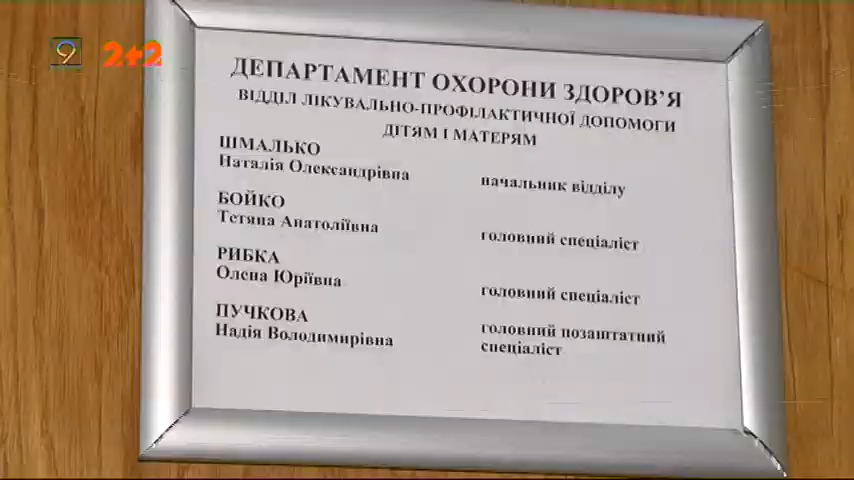 9 2+2
ДЕПАРТАМЕНТ ОХОРОНИ ЗДОРОВ'Я
ВІДДІЛ ЛІКУВАЛЬНО-ПРОФІЛАКТИЧНОЇ ДОПОМОГИ
ДІТЯМ І МАТЕРЯМ
ШМАЛЬКО
Наталія Олександрівна начальник відділу
БОЙКО
Тетяна Анатоліївна головний спеціаліст
РИБКА
Олена Юріївна головний спеціаліст
ПУЧКОВА
Надія Володимирівна головний позаштатний
спеціаліст